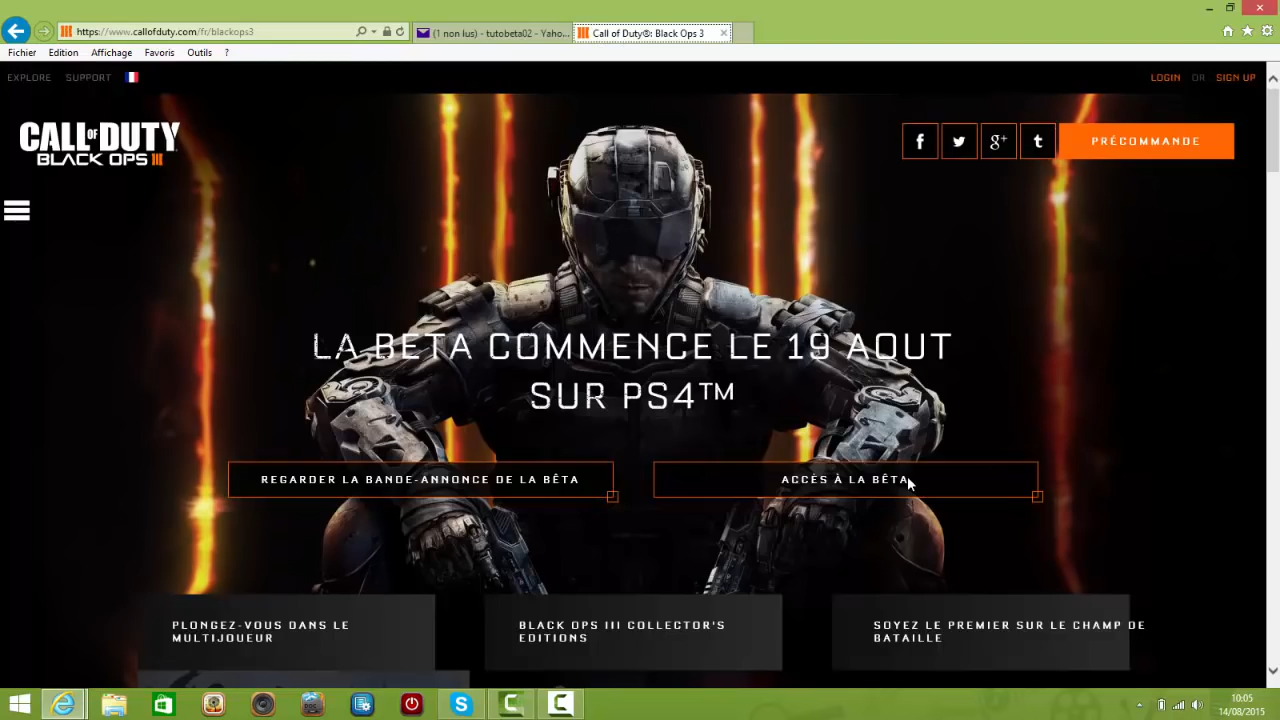 https://www.callofduty.com/fr/blackops3
(1 non lus) - tutobeta02 - Yaho...
Call of Duty®: Black Ops 3
Fichier Edition Affichage Favoris Outils ?
EXPLORE SUPPORT
LOGIN OR SIGN UP
CALL OF DUTY
BLACK OPS III
f g+ t
PRÉCOMMANDE
LA BETA COMMENCE LE 19 AOUT
SUR PS4™
REGARDER LA BANDE-ANNONCE DE LA BÊTA
ACCÈS À LA BÊTA
PLONGEZ-VOUS DANS LE
MULTIJOUEUR
BLACK OPS III COLLECTOR'S
EDITIONS
SOYEZ LE PREMIER SUR LE CHAMP DE
BATAILLE
10:05
14/08/2015